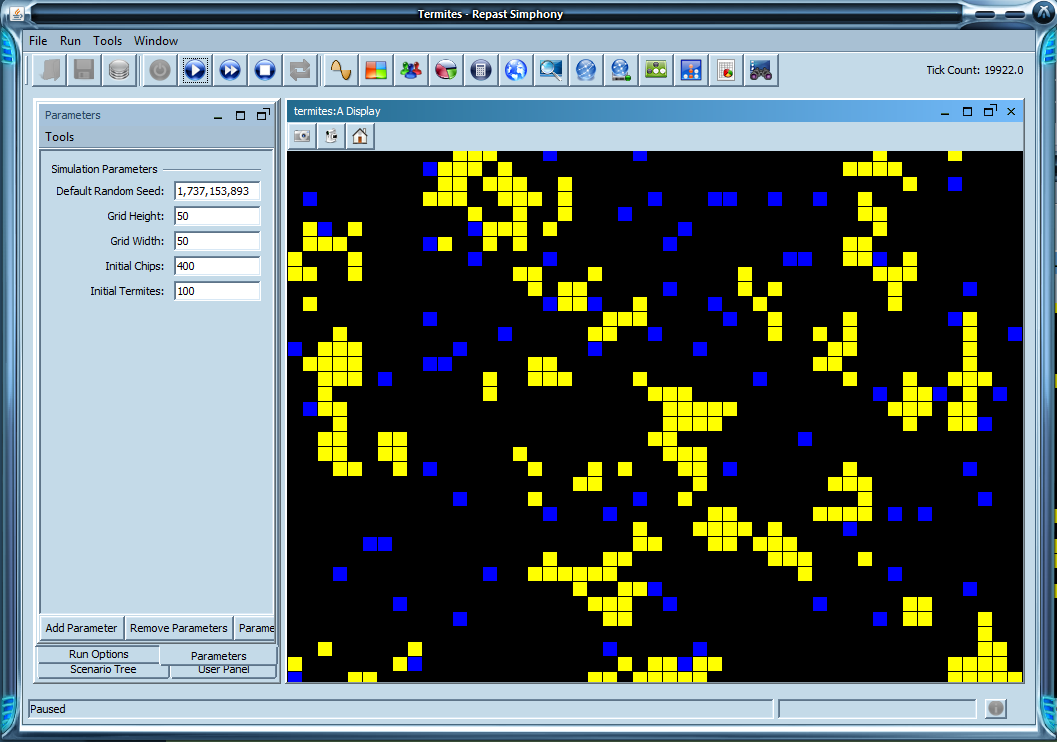 Termites - Repast Simphony
File Run Tools Window
Tick Count: 19922.0
Parameters
Tools
Simulation Parameters
Default Random Seed: 1,737,153,893
Grid Height: 50
Grid Width: 50
Initial Chips: 400
Initial Termites: 100
Add Parameter Remove Parameters Parame
Run Options Parameters
Scenario Tree User Panel
termites:A Display
Paused